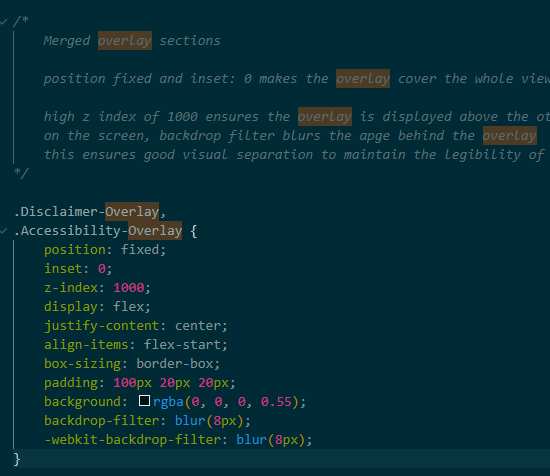 /*
Merged overlay sections
position fixed and inset: 0 makes the overlay cover the whole view
high z index of 1000 ensures the overlay is displayed above the ot
on the screen, backdrop filter blurs the apge behind the overlay
this ensures good visual separation to maintain the legibility of
*/
.Disclaimer-Overlay,
.Accessibility-Overlay {
position: fixed;
inset: 0;
z-index: 1000;
display: flex;
justify-content: center;
align-items: flex-start;
box-sizing: border-box;
padding: 100px 20px 20px;
background: rgba(0, 0, 0, 0.55);
backdrop-filter: blur(8px);
-webkit-backdrop-filter: blur(8px);
}